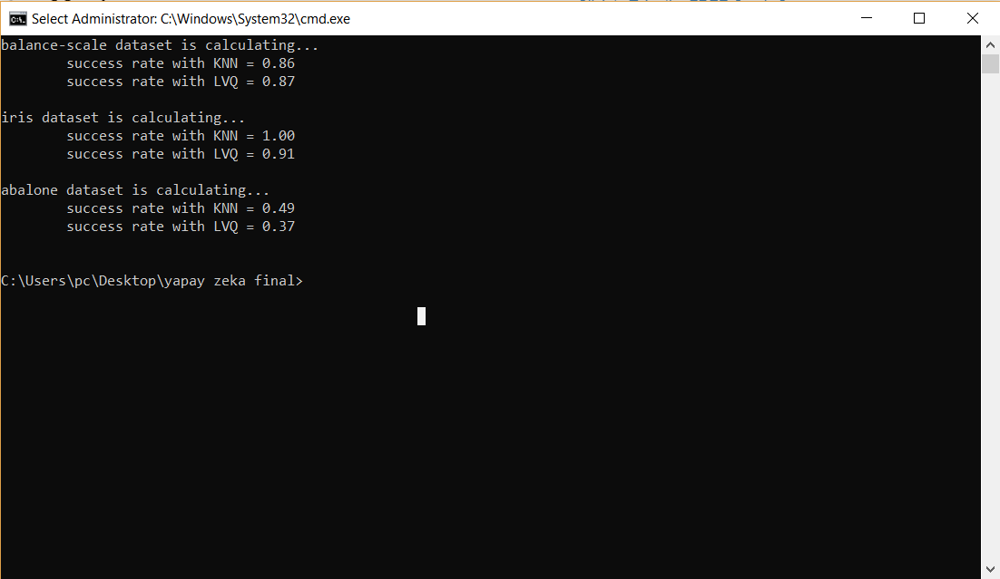 Select Administrator: C:\Windows\System32\cmd.exe
balance-scale dataset is calculating...
success rate with KNN = 0.86
success rate with LVQ = 0.87
iris dataset is calculating...
success rate with KNN = 1.00
success rate with LVQ = 0.91
abalone dataset is calculating...
success rate with KNN = 0.49
success rate with LVQ = 0.37
C:\Users\pc\Desktop\yapay zeka final>